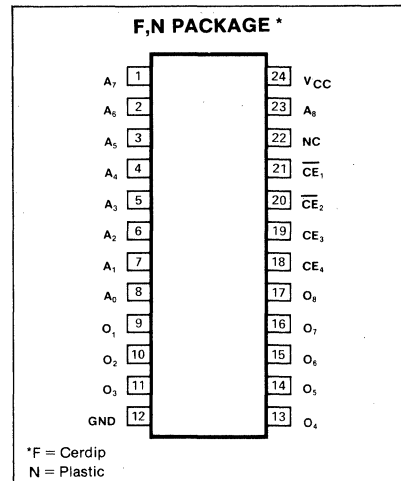 F,N PACKAGE *
A₇ 1 24 VCC
A₆ 2 23 A₈
A₅ 3 22 NC
A₄ 4 21 C̅E̅₁
A₃ 5 20 C̅E̅₂
A₂ 6 19 CE₃
A₁ 7 18 CE₄
A₀ 8 17 O₈
O₁ 9 16 O₇
O₂ 10 15 O₆
O₃ 11 14 O₅
GND 12 13 O₄
*F = Cerdip
N = Plastic